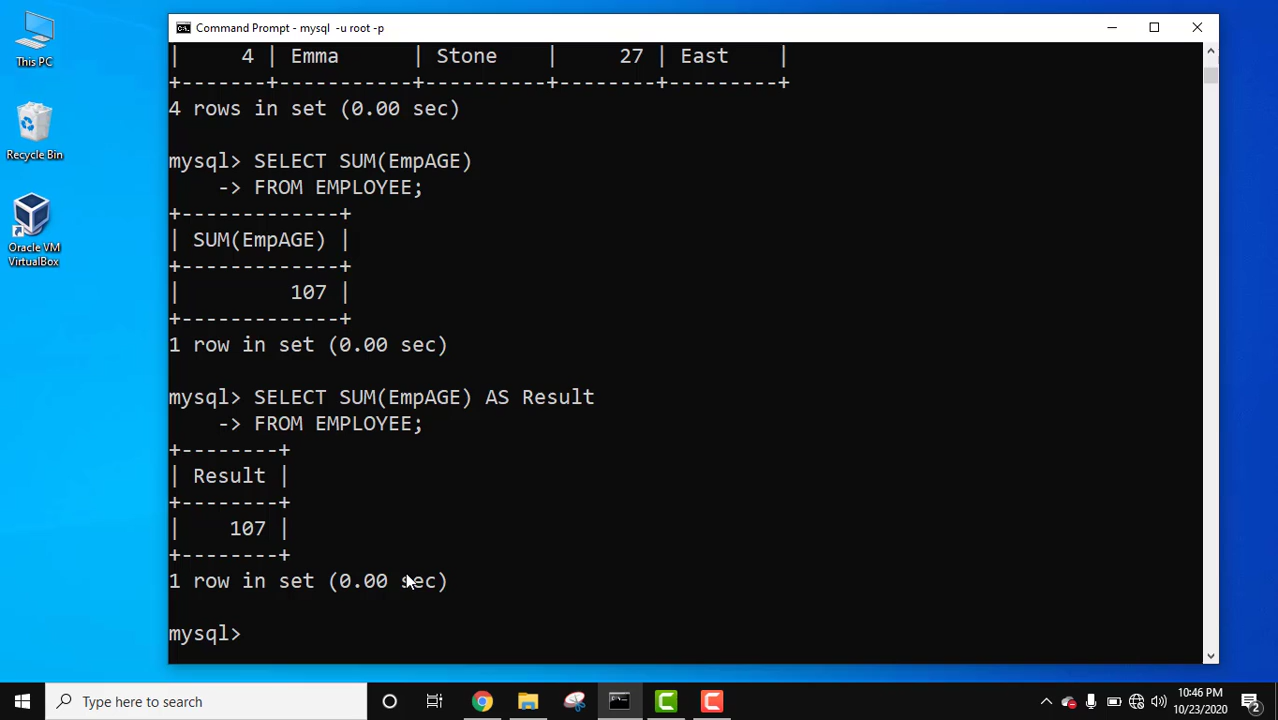 This PC
Recycle Bin
Oracle VM
VirtualBox
Command Prompt - mysql -u root -p
|     4 | Emma      | Stone    |     27 | East    |
+-------+-----------+----------+--------+---------+
4 rows in set (0.00 sec)
mysql> SELECT SUM(EmpAGE)
    -> FROM EMPLOYEE;
+-------------+
| SUM(EmpAGE) |
+-------------+
|         107 |
+-------------+
1 row in set (0.00 sec)
mysql> SELECT SUM(EmpAGE) AS Result
    -> FROM EMPLOYEE;
+--------+
| Result |
+--------+
|    107 |
+--------+
1 row in set (0.00 sec)
mysql>
Type here to search
10:46 PM
10/23/2020
2